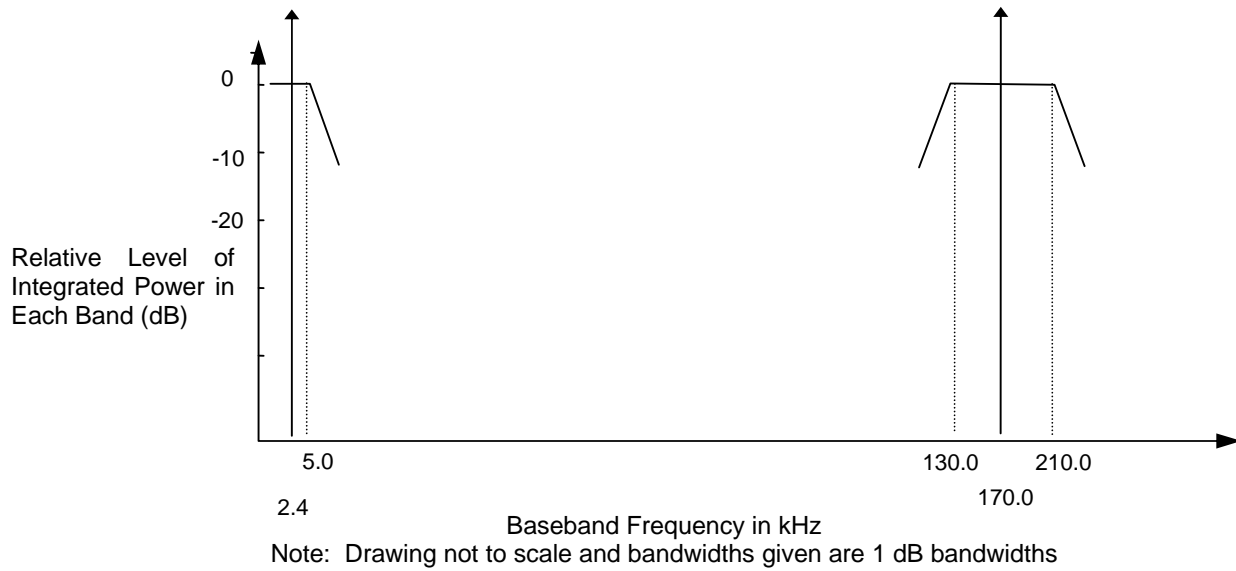 0
-10
-20
Relative Level of
Integrated Power in
Each Band (dB)
5.0
130.0 210.0
2.4
170.0
Baseband Frequency in kHz
Note: Drawing not to scale and bandwidths given are 1 dB bandwidths